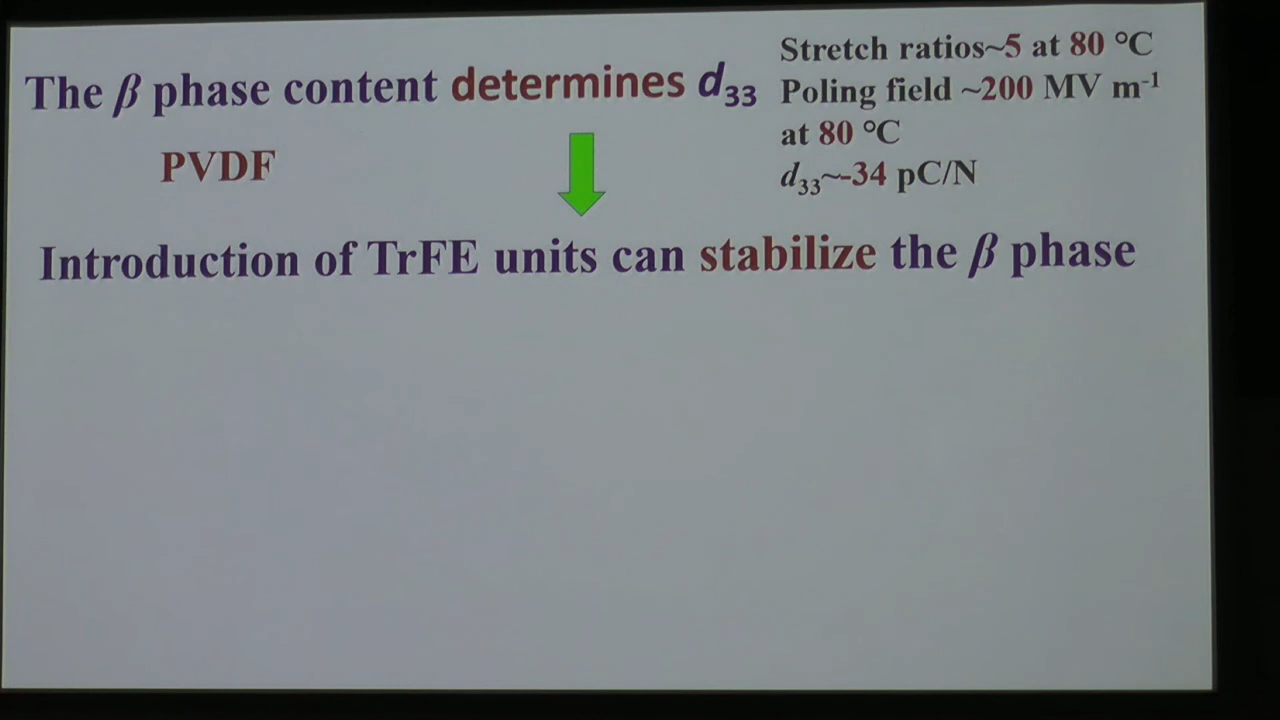 The β phase content determines d₃₃
PVDF
Stretch ratios~5 at 80 °C
Poling field ~200 MV m⁻¹
at 80 °C
d₃₃~-34 pC/N
Introduction of TrFE units can stabilize the β phase